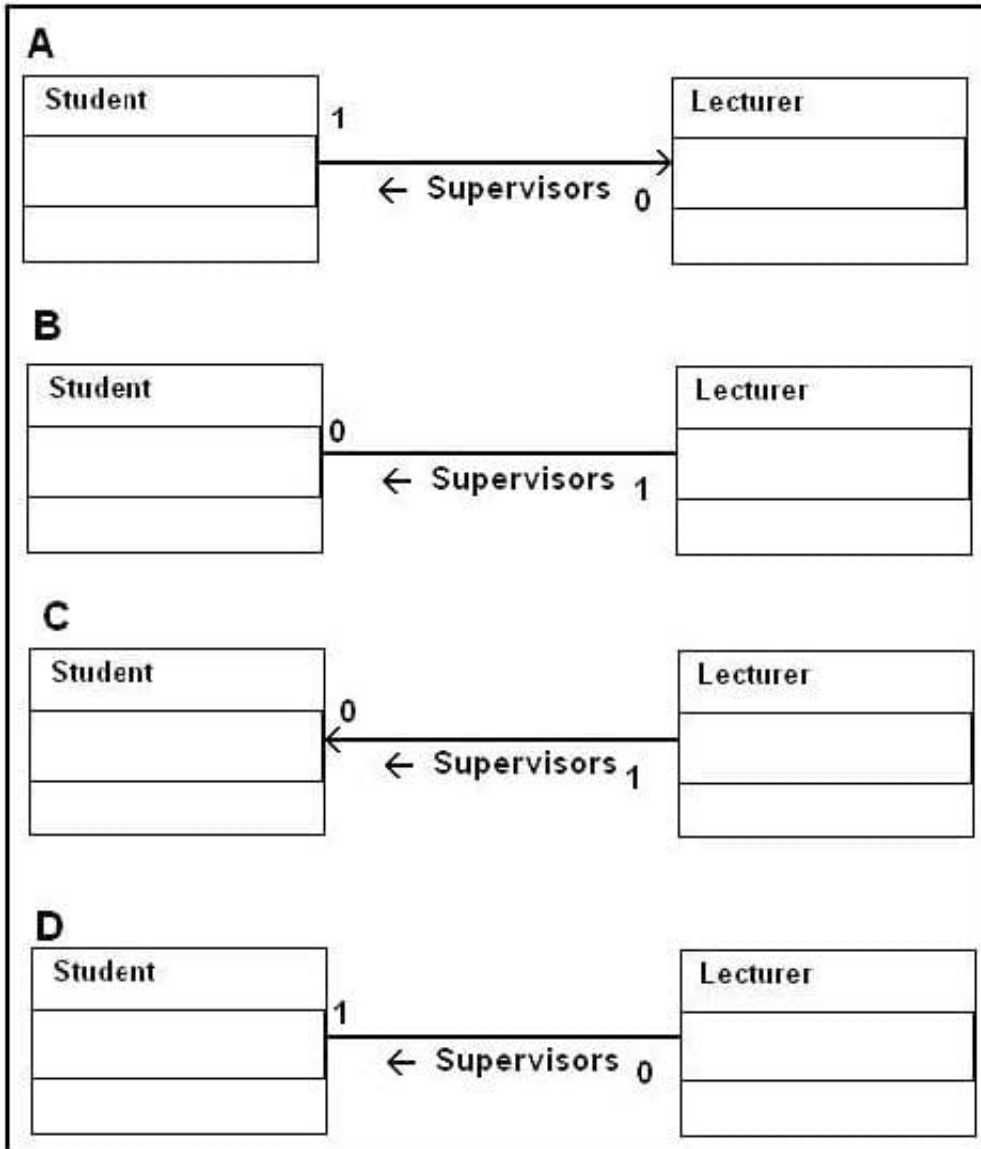 A
Student 1 Lecturer
← Supervisors 0
B
Student Lecturer
0
← Supervisors 1
C
Student Lecturer
0
← Supervisors 1
D
Student Lecturer
1
← Supervisors 0